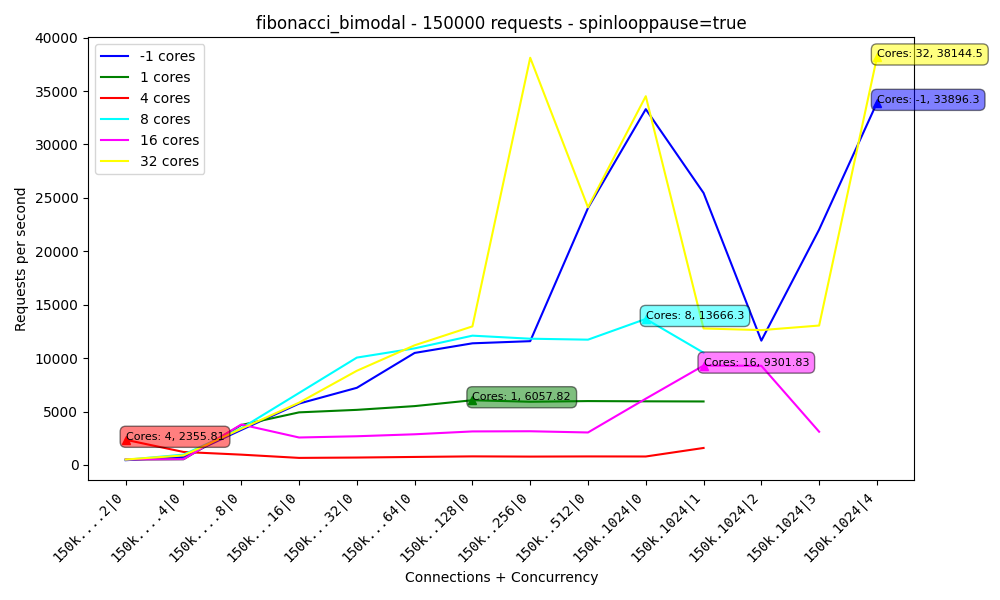 fibonacci_bimodal - 150000 requests - spinlooppause=true
40000
35000
30000
25000
20000
15000
10000
5000
0
Requests per second
-1 cores
1 cores
4 cores
8 cores
16 cores
32 cores
Cores: 32, 38144.5
Cores: -1, 33896.3
Cores: 8, 13666.3
Cores: 16, 9301.83
Cores: 1, 6057.82
Cores: 4, 2355.81
150k....2|0
150k....4|0
150k....8|0
150k...16|0
150k...32|0
150k...64|0
150k..128|0
150k..256|0
150k..512|0
150k.1024|0
150k.1024|1
150k.1024|2
150k.1024|3
150k.1024|4
Connections + Concurrency